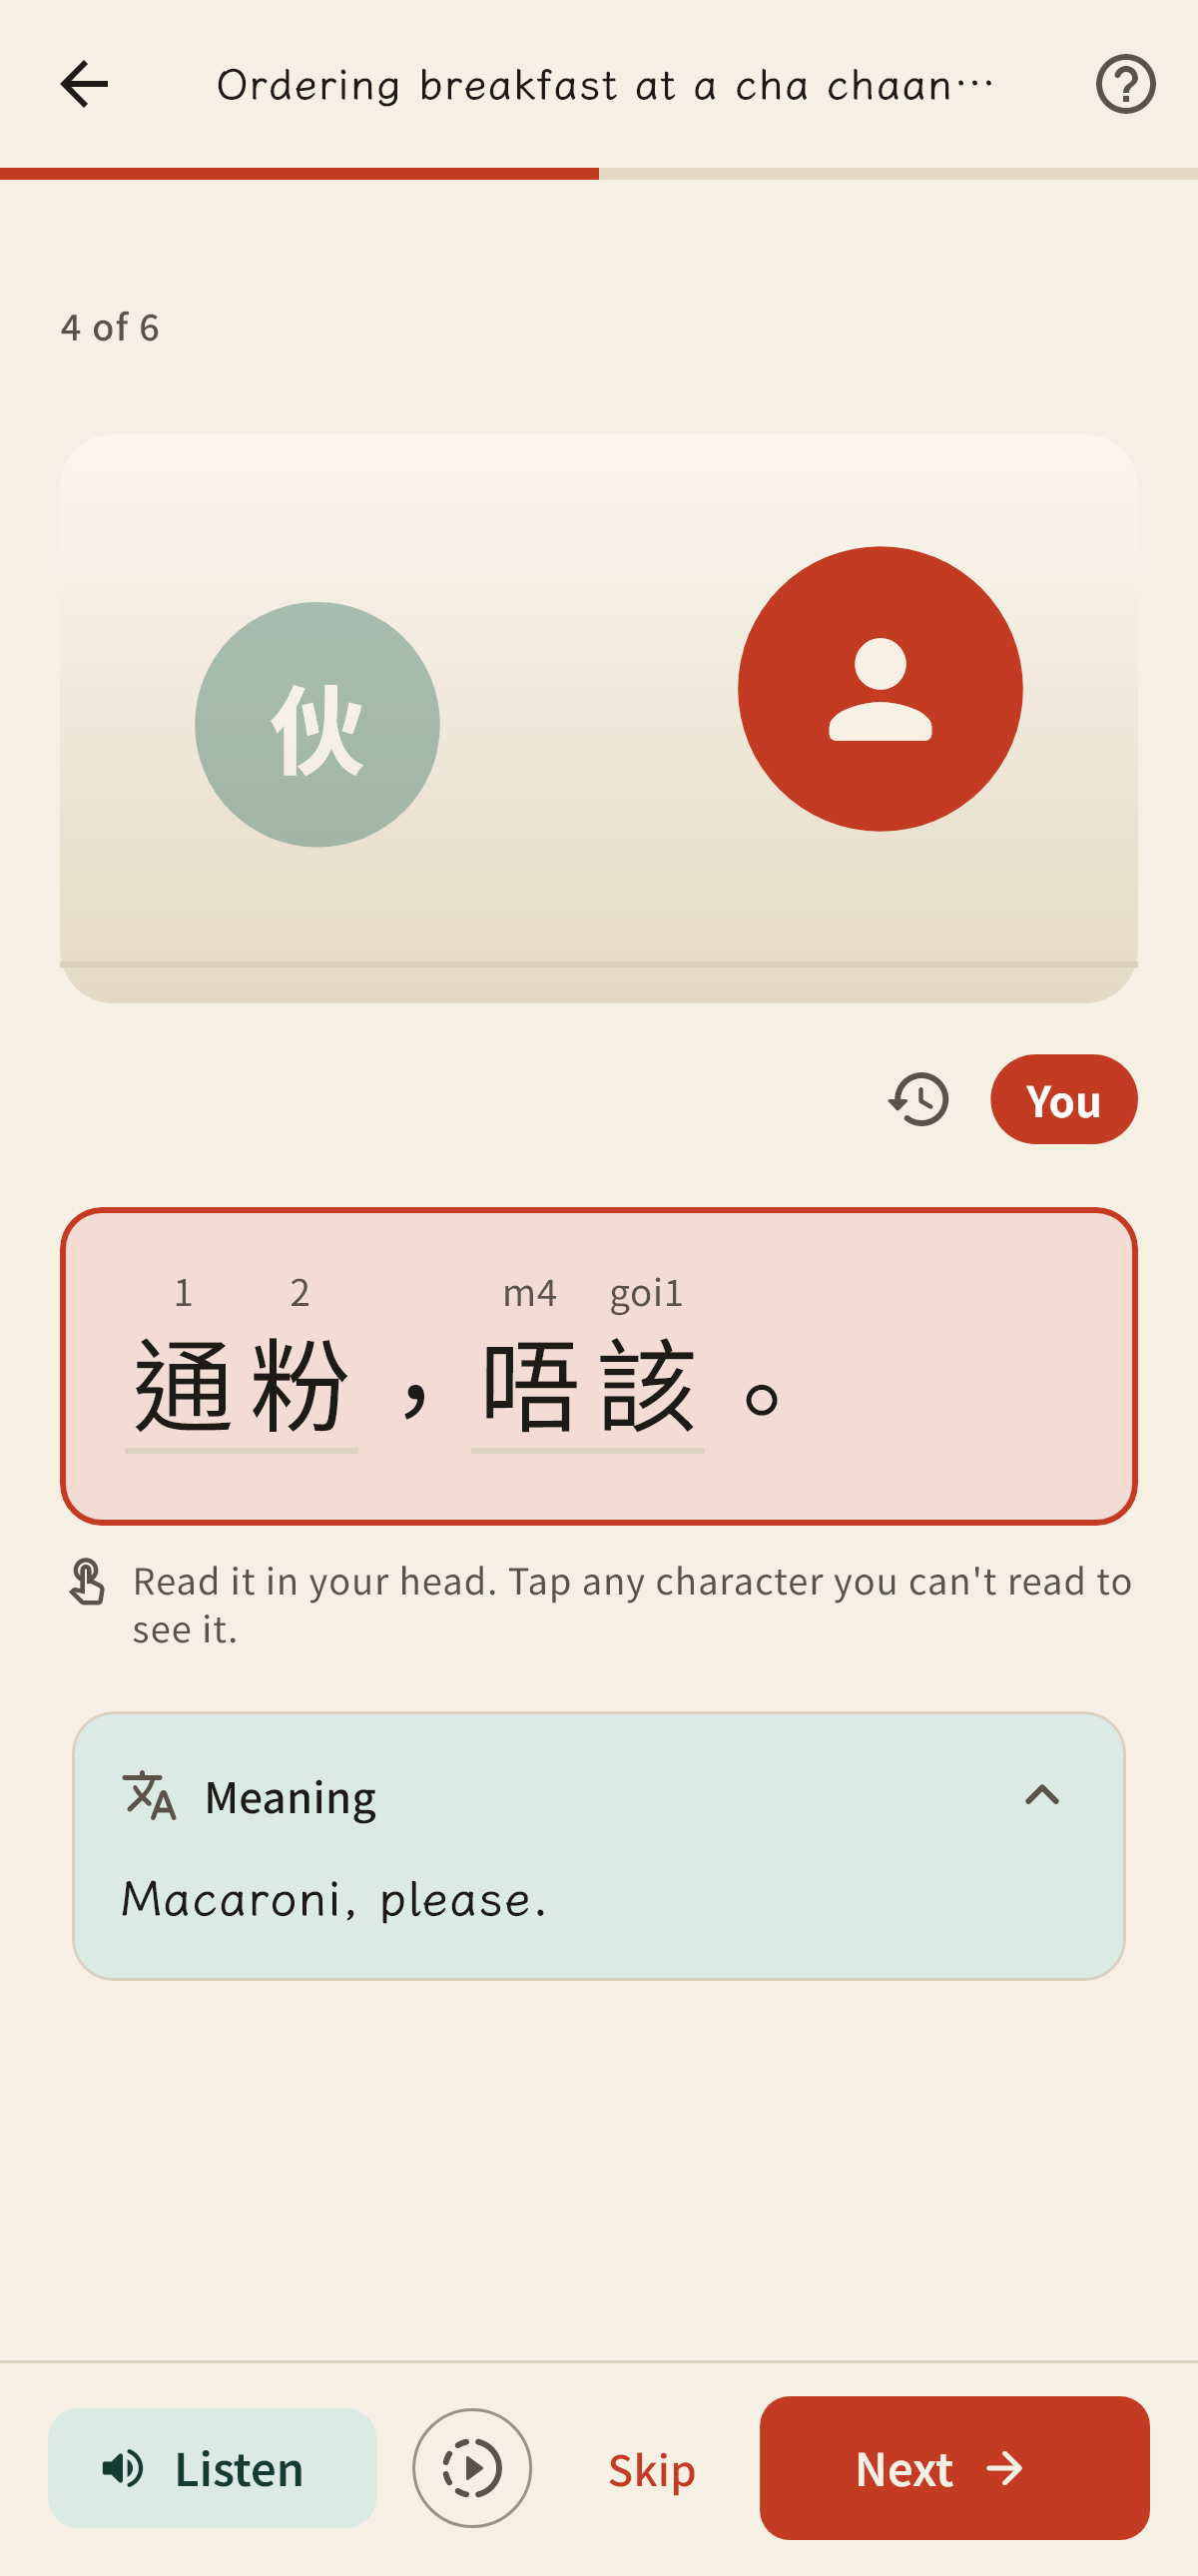 Ordering breakfast at a cha chaan…
4 of 6
伙
You
1 2 m4 goi1
通粉，唔該。
Read it in your head. Tap any character you can't read to
see it.
Meaning
Macaroni, please.
Listen
Skip
Next